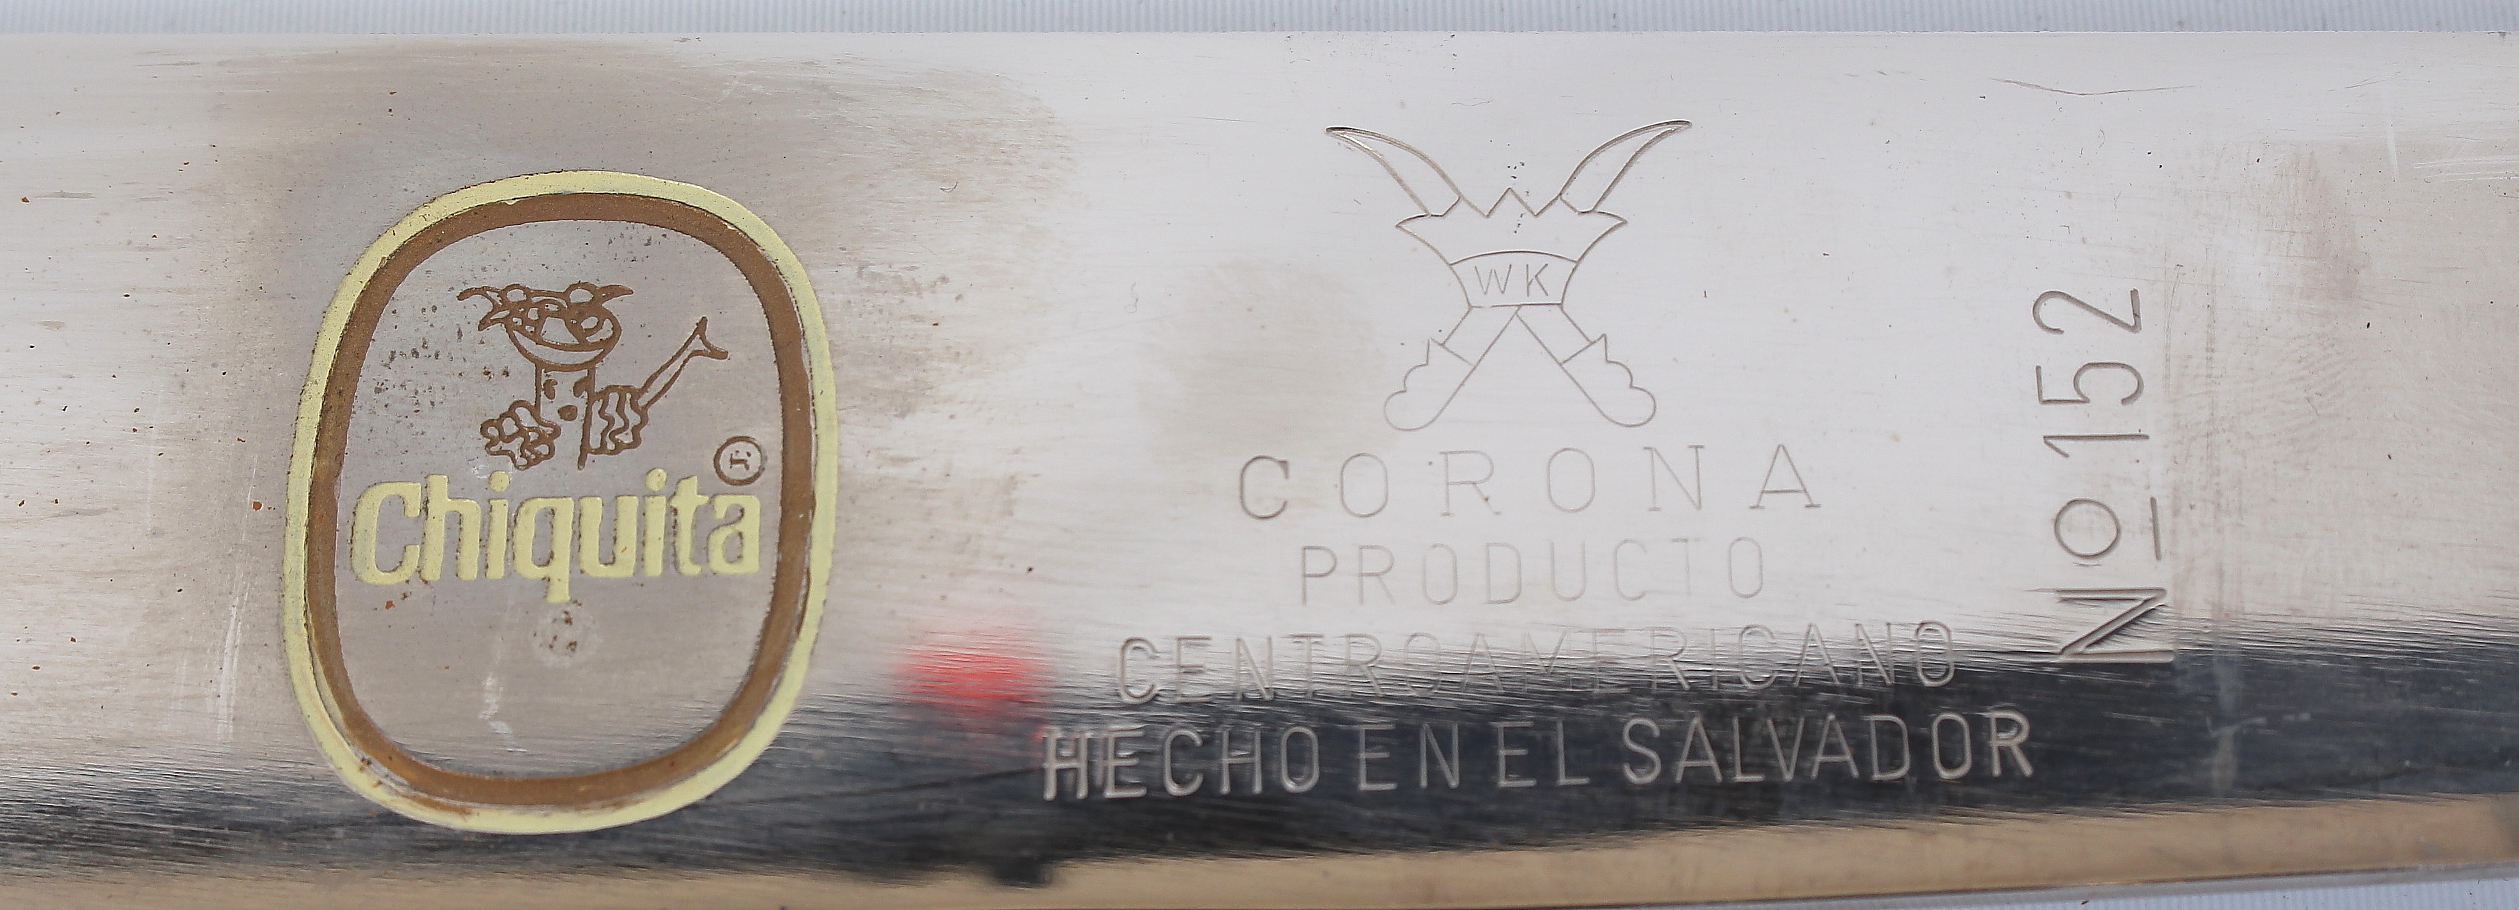 Chiquita ®
WK
CORONA
PRODUCTO
CENTROAMERICANO
HECHO EN EL SALVADOR
Nº 152